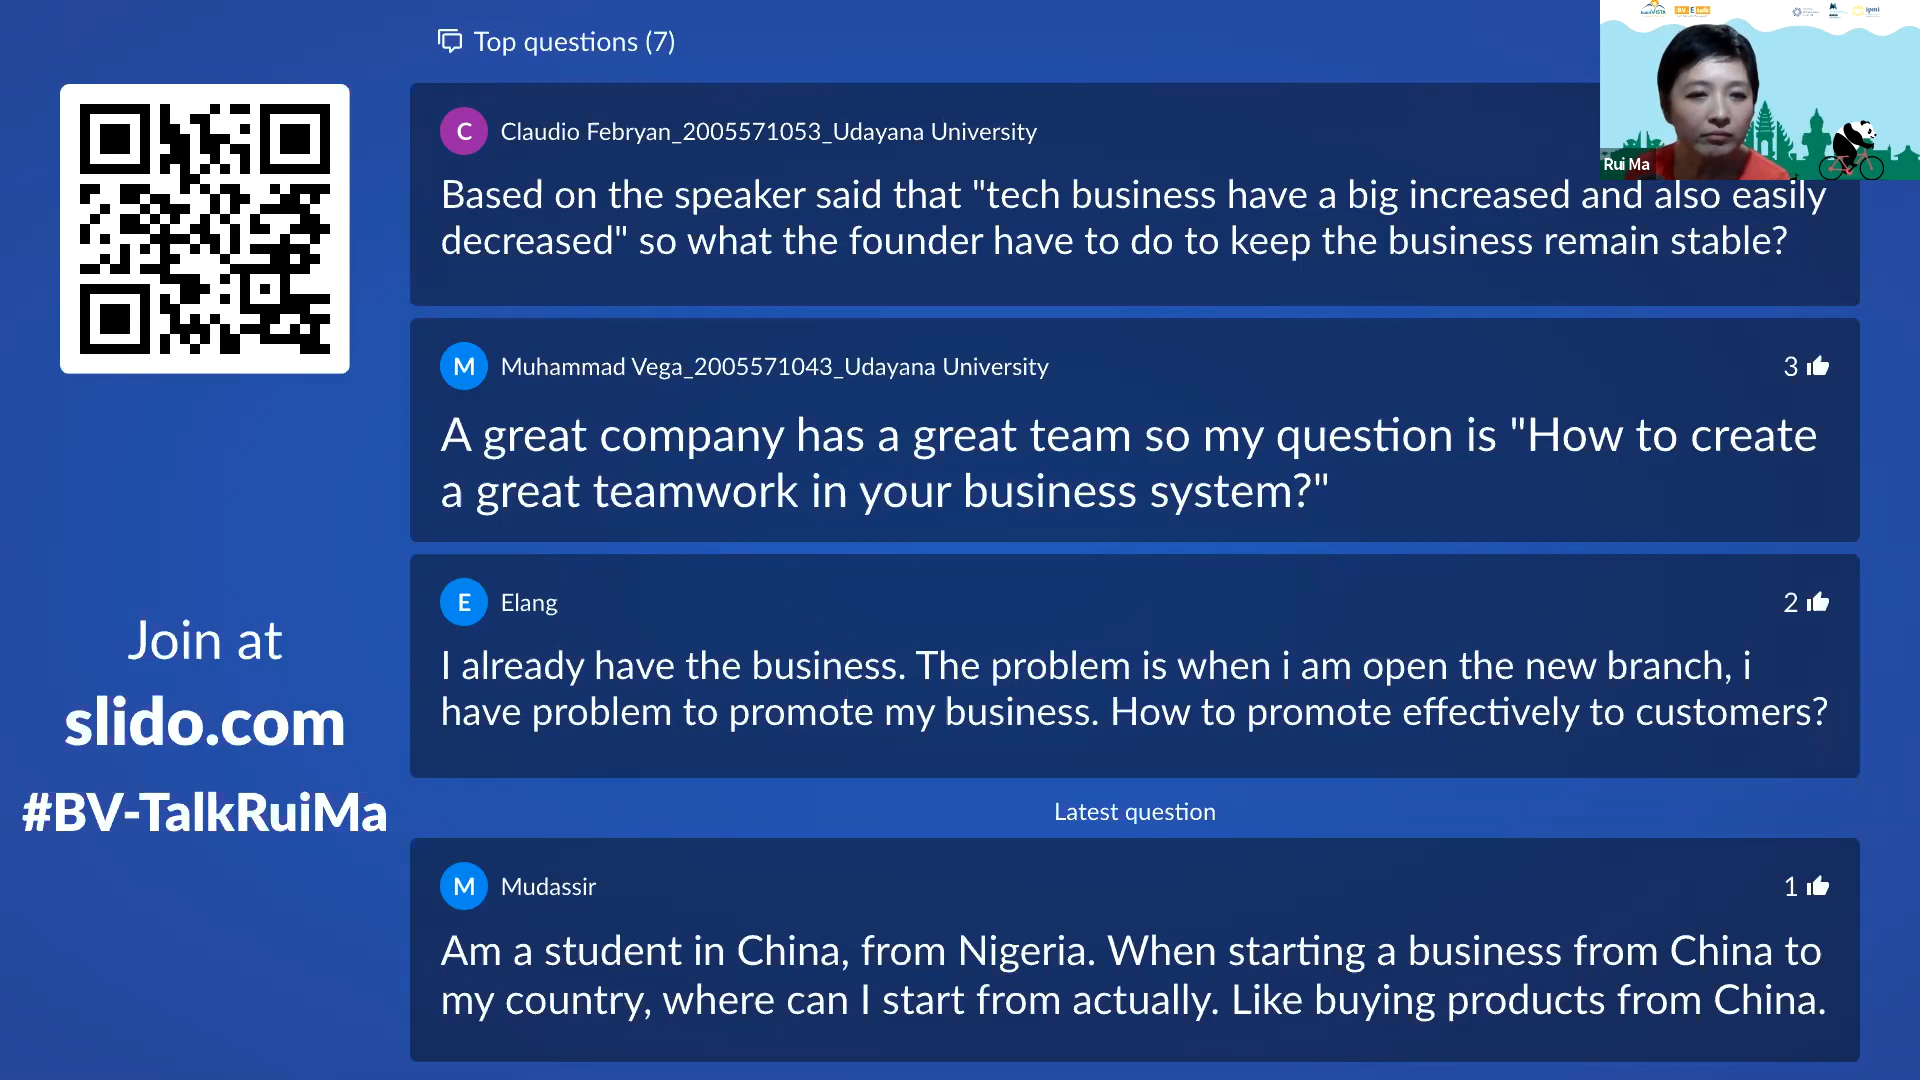 Top questions (7)
Claudio Febryan_2005571053_Udayana University
Based on the speaker said that "tech business have a big increased and also easily
decreased" so what the founder have to do to keep the business remain stable?
Muhammad Vega_2005571043_Udayana University
3
A great company has a great team so my question is "How to create
a great teamwork in your business system?"
Elang
2
I already have the business. The problem is when i am open the new branch, i
have problem to promote my business. How to promote effectively to customers?
Latest question
Mudassir
1
Am a student in China, from Nigeria. When starting a business from China to
my country, where can I start from actually. Like buying products from China.
Join at
slido.com
#BV-TalkRuiMa
Rui Ma
C
M
E
M
ipmi